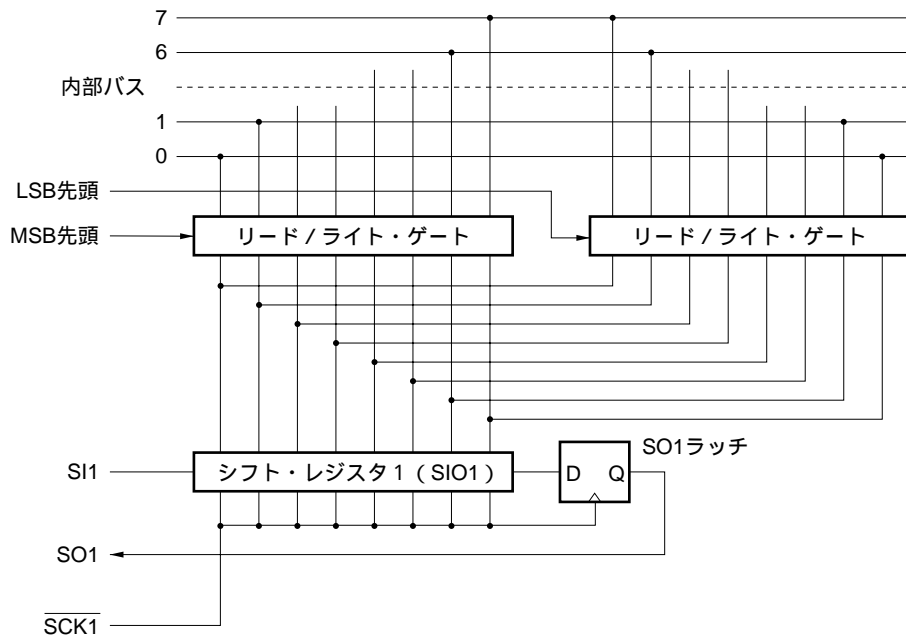 7
6
内部バス
1
0
LSB先頭
MSB先頭
リード/ライト・ゲート
リード/ライト・ゲート
SO1ラッチ
SI1
シフト・レジスタ1(SIO1)
D Q
SO1
SCK1